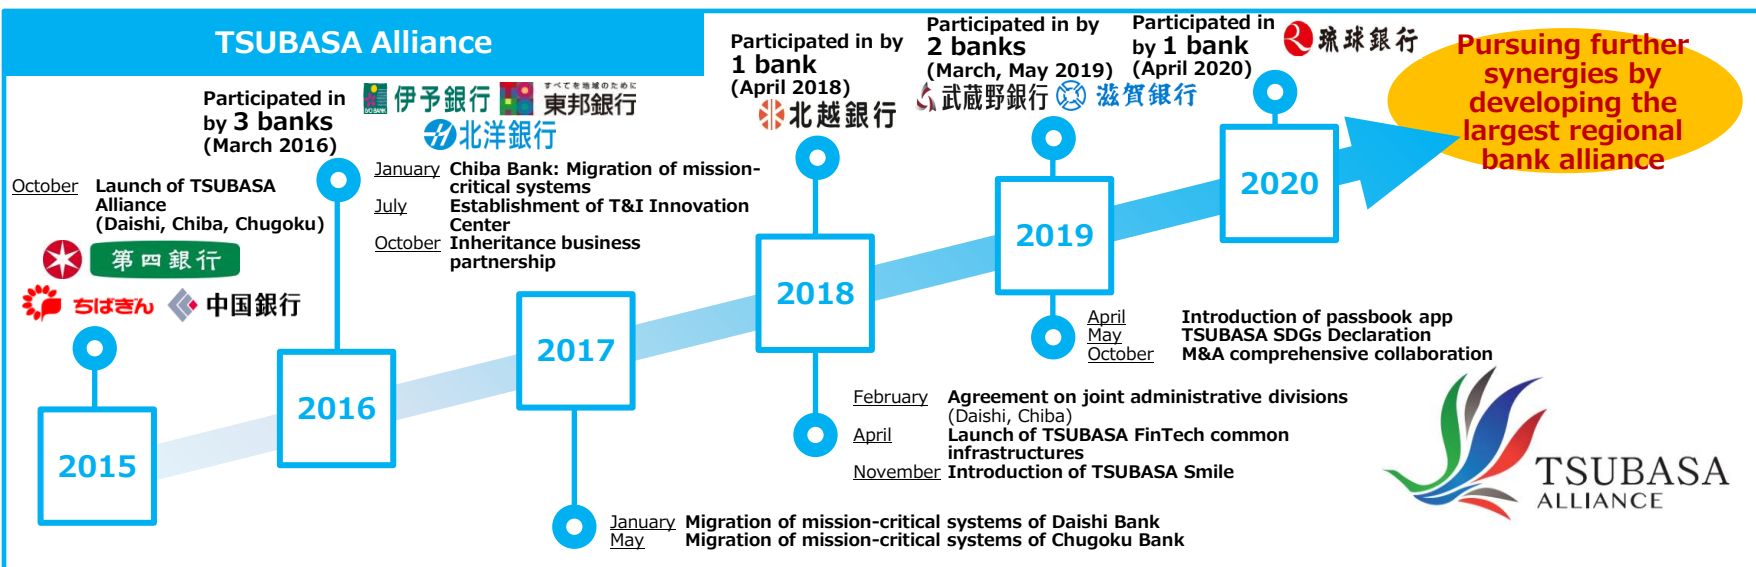 TSUBASA Alliance
October Launch of TSUBASA
Alliance
(Daishi, Chiba, Chugoku)
第四銀行
ちばぎん 中国銀行
2015
Participated in
by 3 banks
(March 2016)
伊予銀行
すべてを地域のために
東邦銀行
北洋銀行
January Chiba Bank: Migration of mission-
critical systems
July Establishment of T&I Innovation
Center
October Inheritance business
partnership
2016
2017
January Migration of mission-critical systems of Daishi Bank
May Migration of mission-critical systems of Chugoku Bank
Participated in by
1 bank
(April 2018)
北越銀行
2018
February Agreement on joint administrative divisions
(Daishi, Chiba)
April Launch of TSUBASA FinTech common
infrastructures
November Introduction of TSUBASA Smile
Participated in by
2 banks
(March, May 2019)
武蔵野銀行 滋賀銀行
2019
April Introduction of passbook app
May TSUBASA SDGs Declaration
October M&A comprehensive collaboration
Participated in
by 1 bank
(April 2020)
琉球銀行
2020
Pursuing further
synergies by
developing the
largest regional
bank alliance
TSUBASA
ALLIANCE